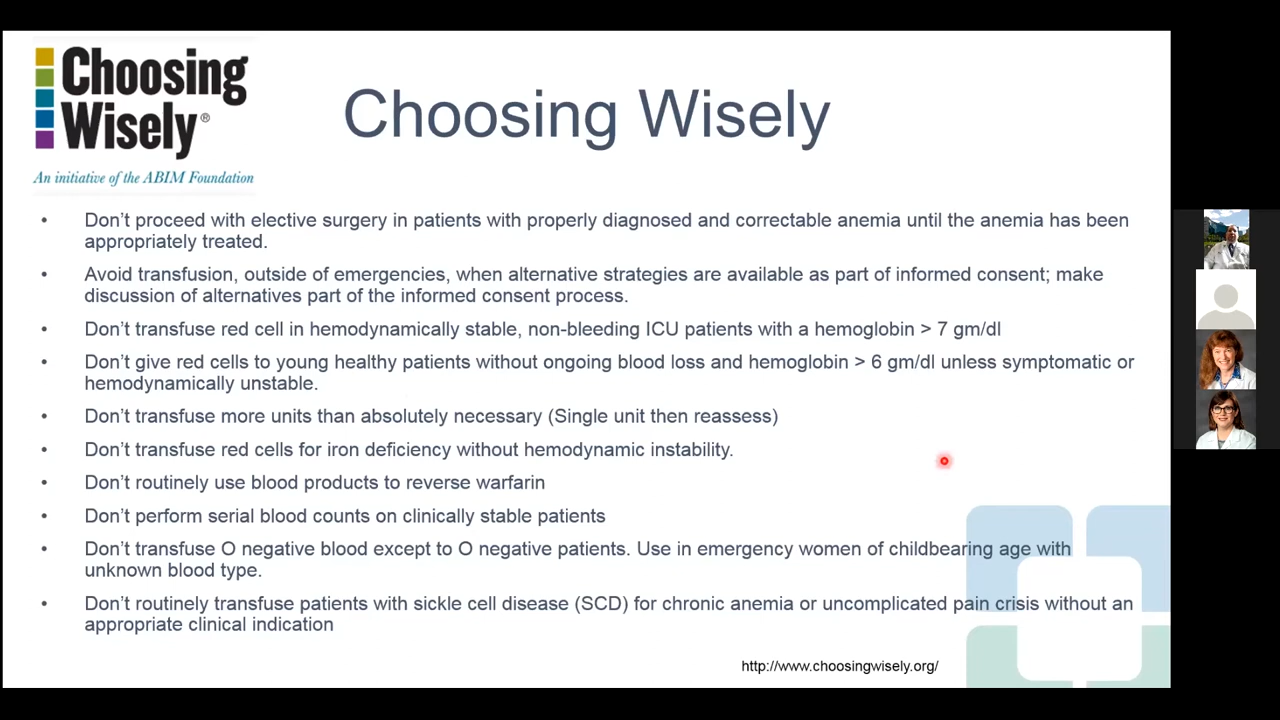 Choosing
Wisely®
An initiative of the ABIM Foundation
Choosing Wisely
• Don’t proceed with elective surgery in patients with properly diagnosed and correctable anemia until the anemia has been
appropriately treated.
• Avoid transfusion, outside of emergencies, when alternative strategies are available as part of informed consent; make
discussion of alternatives part of the informed consent process.
• Don’t transfuse red cell in hemodynamically stable, non-bleeding ICU patients with a hemoglobin > 7 gm/dl
• Don’t give red cells to young healthy patients without ongoing blood loss and hemoglobin > 6 gm/dl unless symptomatic or
hemodynamically unstable.
• Don’t transfuse more units than absolutely necessary (Single unit then reassess)
• Don’t transfuse red cells for iron deficiency without hemodynamic instability.
• Don’t routinely use blood products to reverse warfarin
• Don’t perform serial blood counts on clinically stable patients
• Don’t transfuse O negative blood except to O negative patients. Use in emergency women of childbearing age with
unknown blood type.
• Don’t routinely transfuse patients with sickle cell disease (SCD) for chronic anemia or uncomplicated pain crisis without an
appropriate clinical indication
http://www.choosingwisely.org/